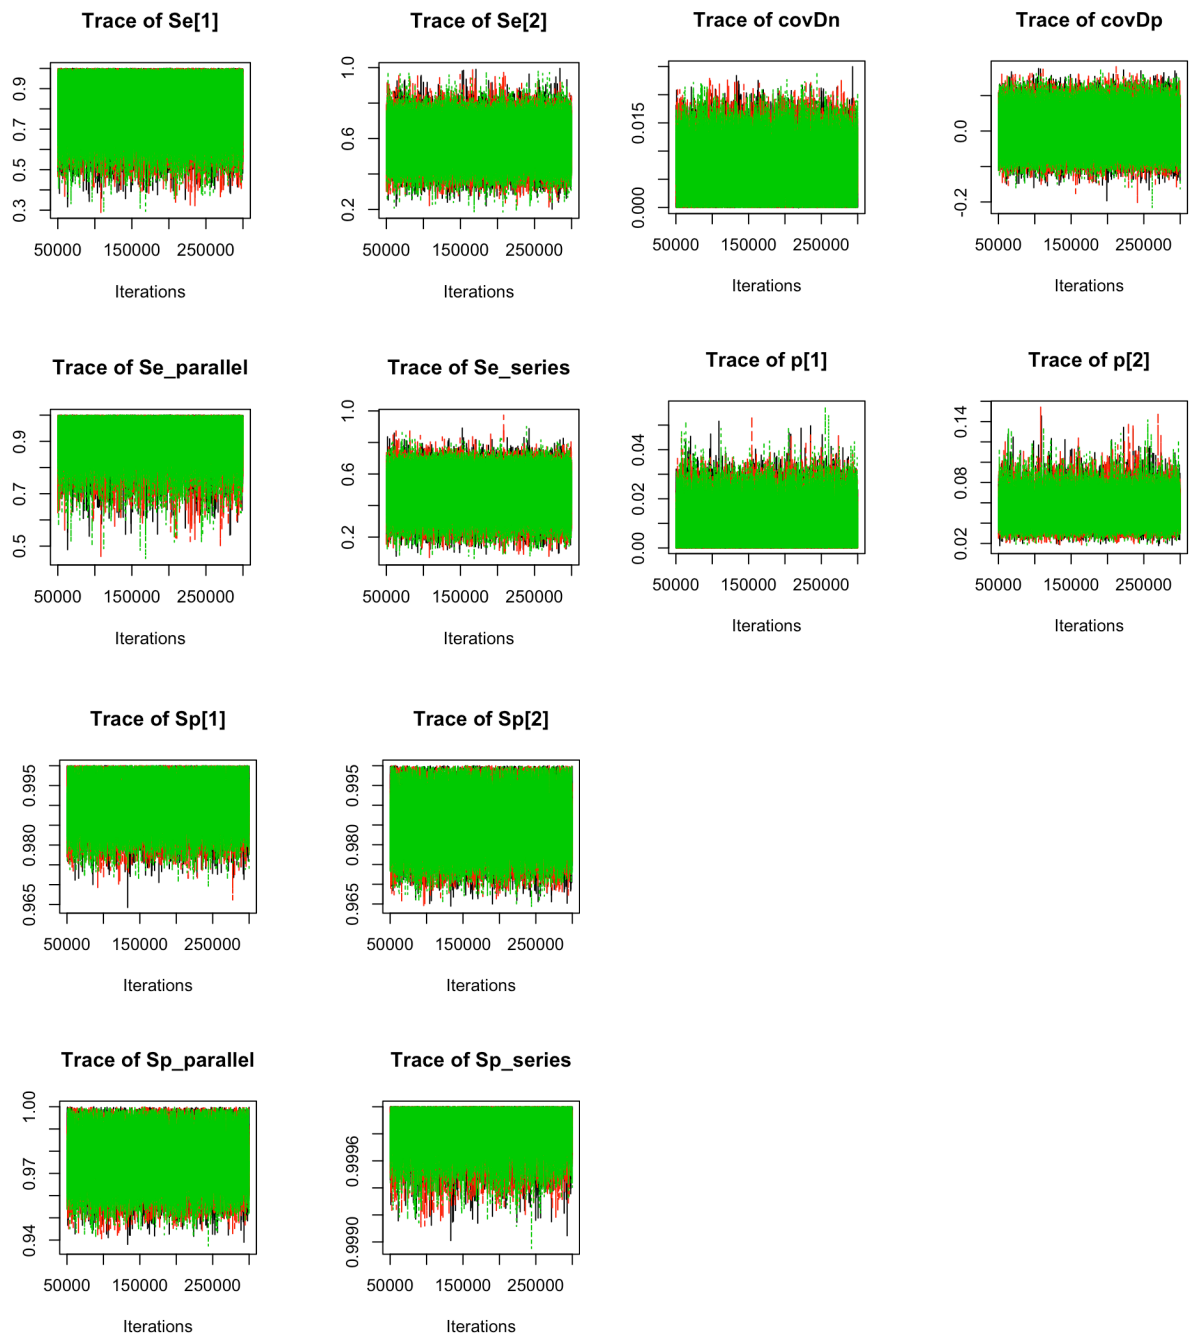 Trace of Se[1]
0.3 0.5 0.7 0.9
50000 150000 250000
Iterations
Trace of Se[2]
0.2 0.6 1.0
50000 150000 250000
Iterations
Trace of covDn
0.000 0.015
50000 150000 250000
Iterations
Trace of covDp
-0.2 0.0
50000 150000 250000
Iterations
Trace of Se_parallel
0.5 0.7 0.9
50000 150000 250000
Iterations
Trace of Se_series
0.2 0.6 1.0
50000 150000 250000
Iterations
Trace of p[1]
0.00 0.02 0.04
50000 150000 250000
Iterations
Trace of p[2]
0.02 0.08 0.14
50000 150000 250000
Iterations
Trace of Sp[1]
0.965 0.980 0.995
50000 150000 250000
Iterations
Trace of Sp[2]
0.965 0.980 0.995
50000 150000 250000
Iterations
Trace of Sp_parallel
0.94 0.97 1.00
50000 150000 250000
Iterations
Trace of Sp_series
0.9990 0.9996
50000 150000 250000
Iterations